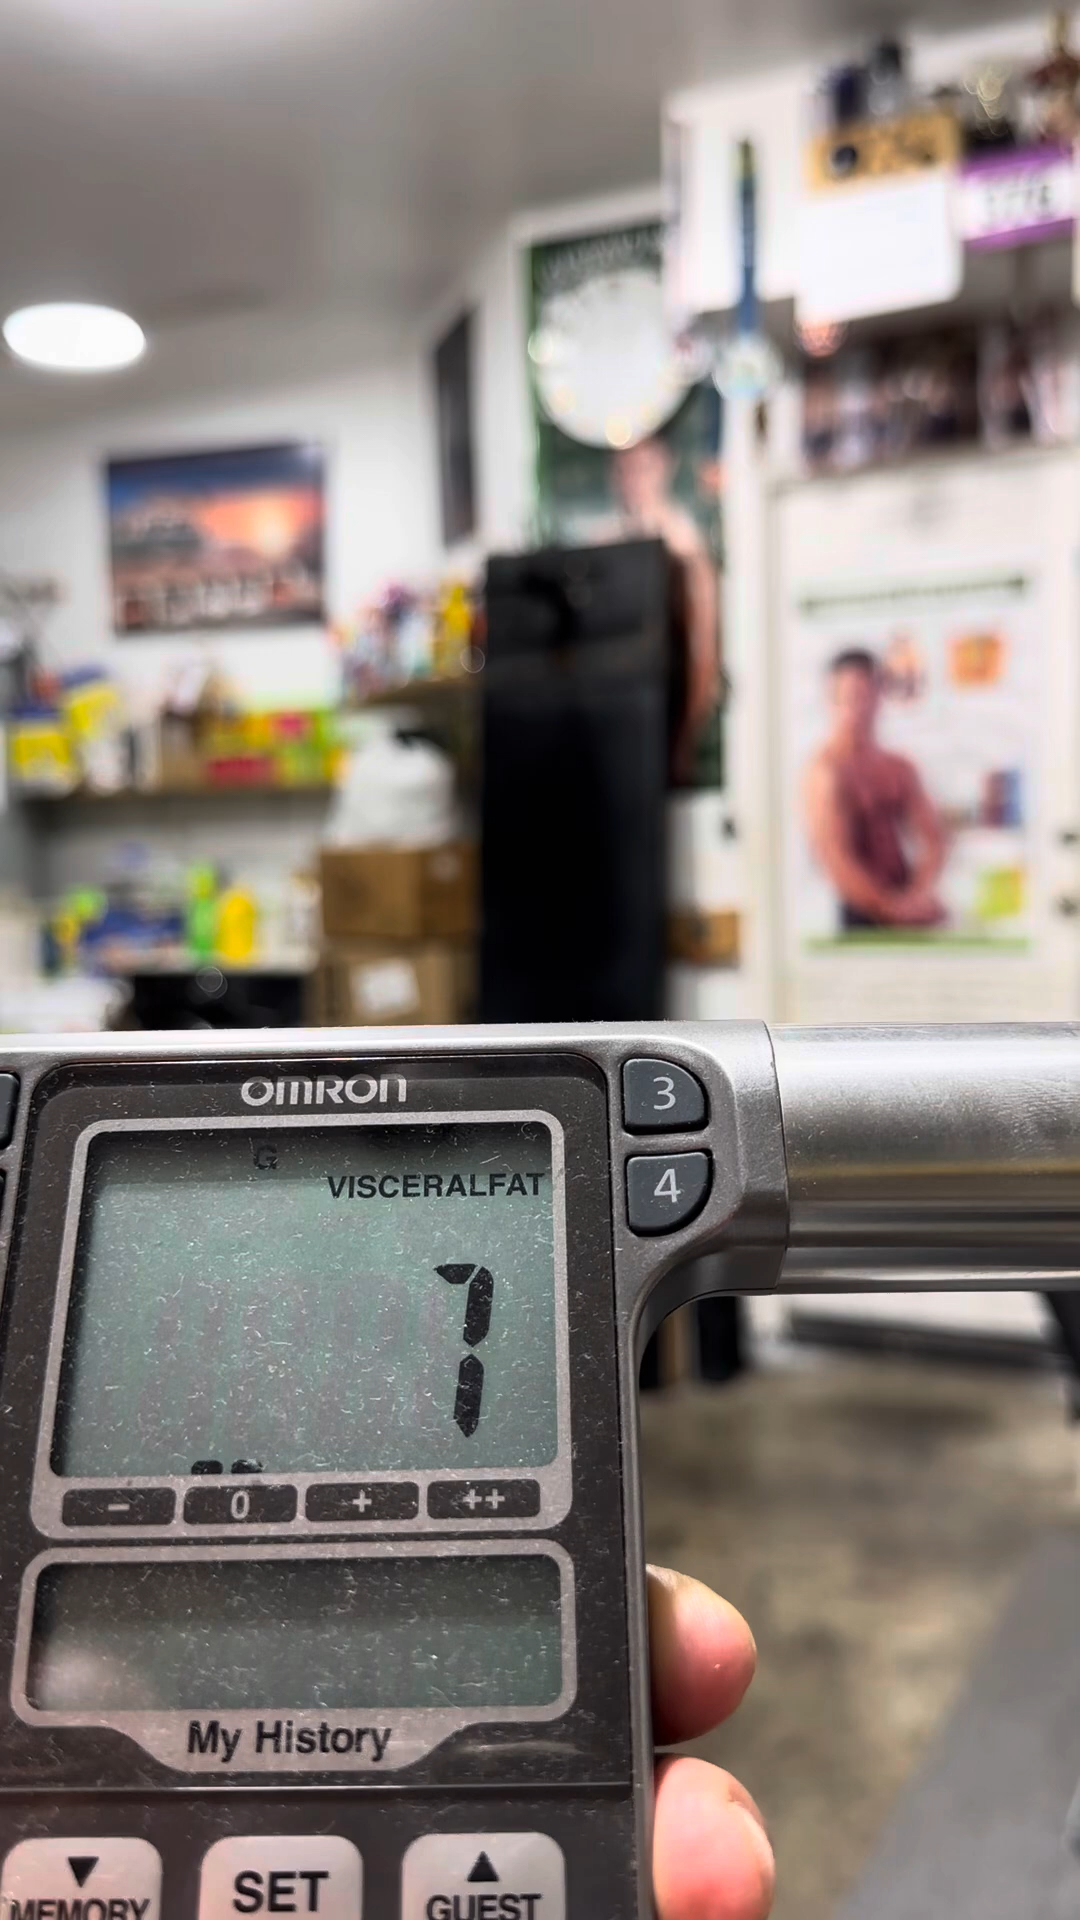 OMRON
3
G
VISCERALFAT
4
7
- 0 + ++
My History
MEMORY SET GUEST